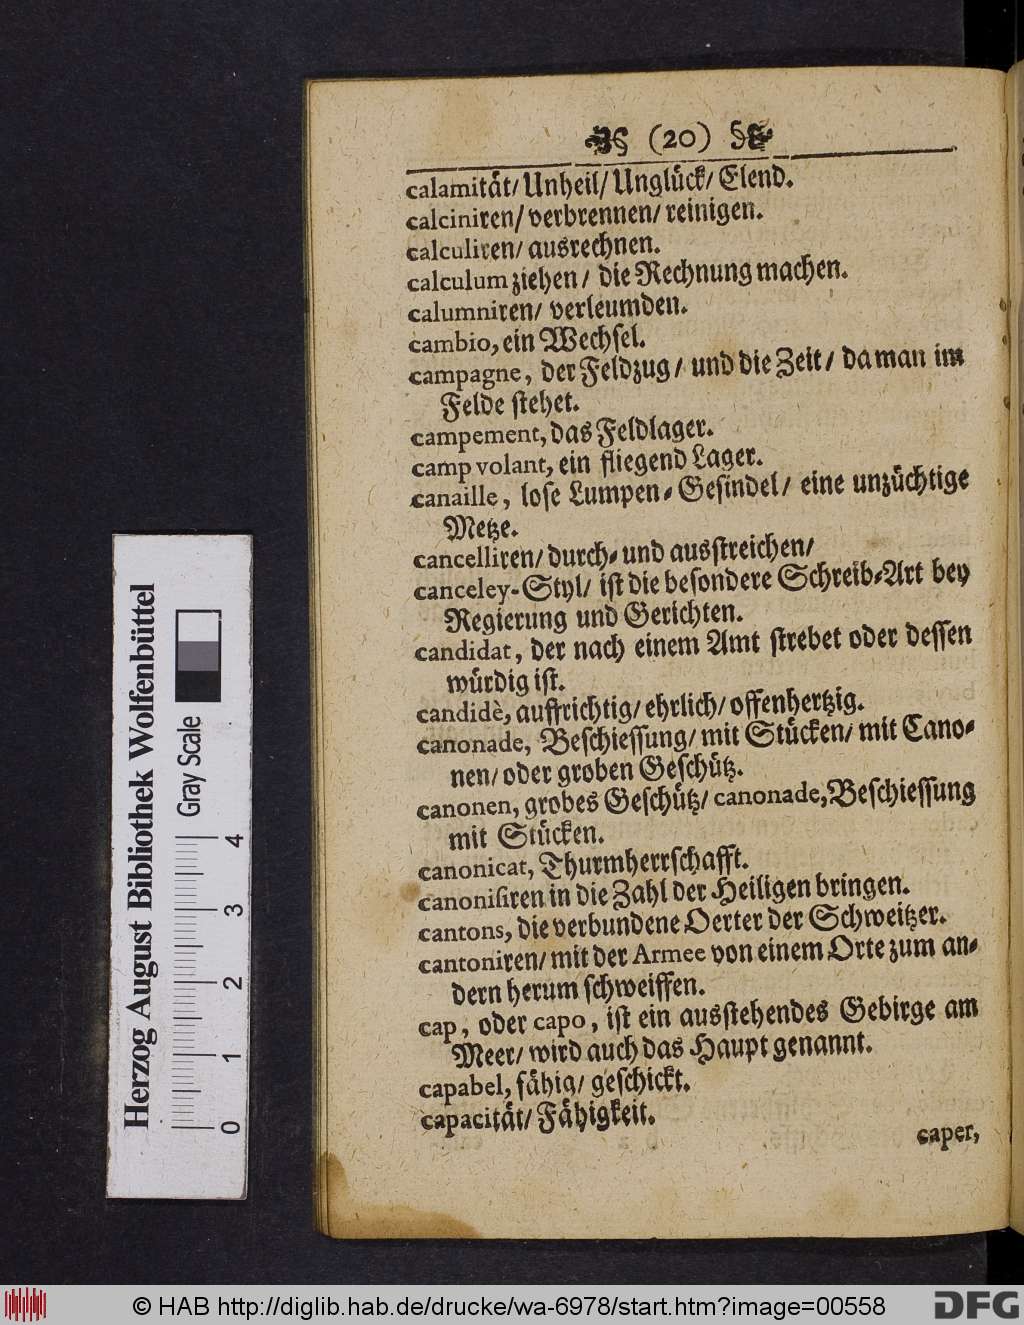 (20)
calamität/ Unheil/ Unglück/ Elend.
calciniren/ verbrennen/ reinigen.
calculiren/ ausrechnen.
calculum ziehen/ die Rechnung machen.
calumniren/ verleumden.
cambio, ein Wechsel.
campagne, der Feldzug/ und die Zeit/ da man im
Felde stehet.
campement, das Feldlager.
camp volant, ein fliegend Lager.
canaille, lose Lumpen-Gesindel/ eine unzüchtige
Metze.
cancelliren/ durch- und ausstreichen/
canceley-Styl/ ist die besondere Schreib-Art bey
Regierung und Gerichten.
candidat, der nach einem Amt strebet oder dessen
würdig ist.
candidè, auffrichtig/ ehrlich/ offenhertzig.
canonade, Beschiessung/ mit Stücken/ mit Cano-
nen/ oder groben Geschütz.
canonen, grobes Geschütz/ canonade, Beschiessung
mit Stücken.
canonicat, Thurmherrschafft.
canonisiren in die Zahl der Heiligen bringen.
cantons, die verbundene Oerter der Schweitzer.
cantoniren/ mit der Armee von einem Orte zum an-
dern herum schweiffen.
cap, oder capo, ist ein ausstehendes Gebirge am
Meer/ wird auch das Haupt genannt.
capabel, fähig/ geschickt.
capacität/ Fähigkeit.
caper,
Herzog August Bibliothek Wolfenbüttel
Gray Scale
0 1 2 3 4
© HAB http://diglib.hab.de/drucke/wa-6978/start.htm?image=00558
DFG